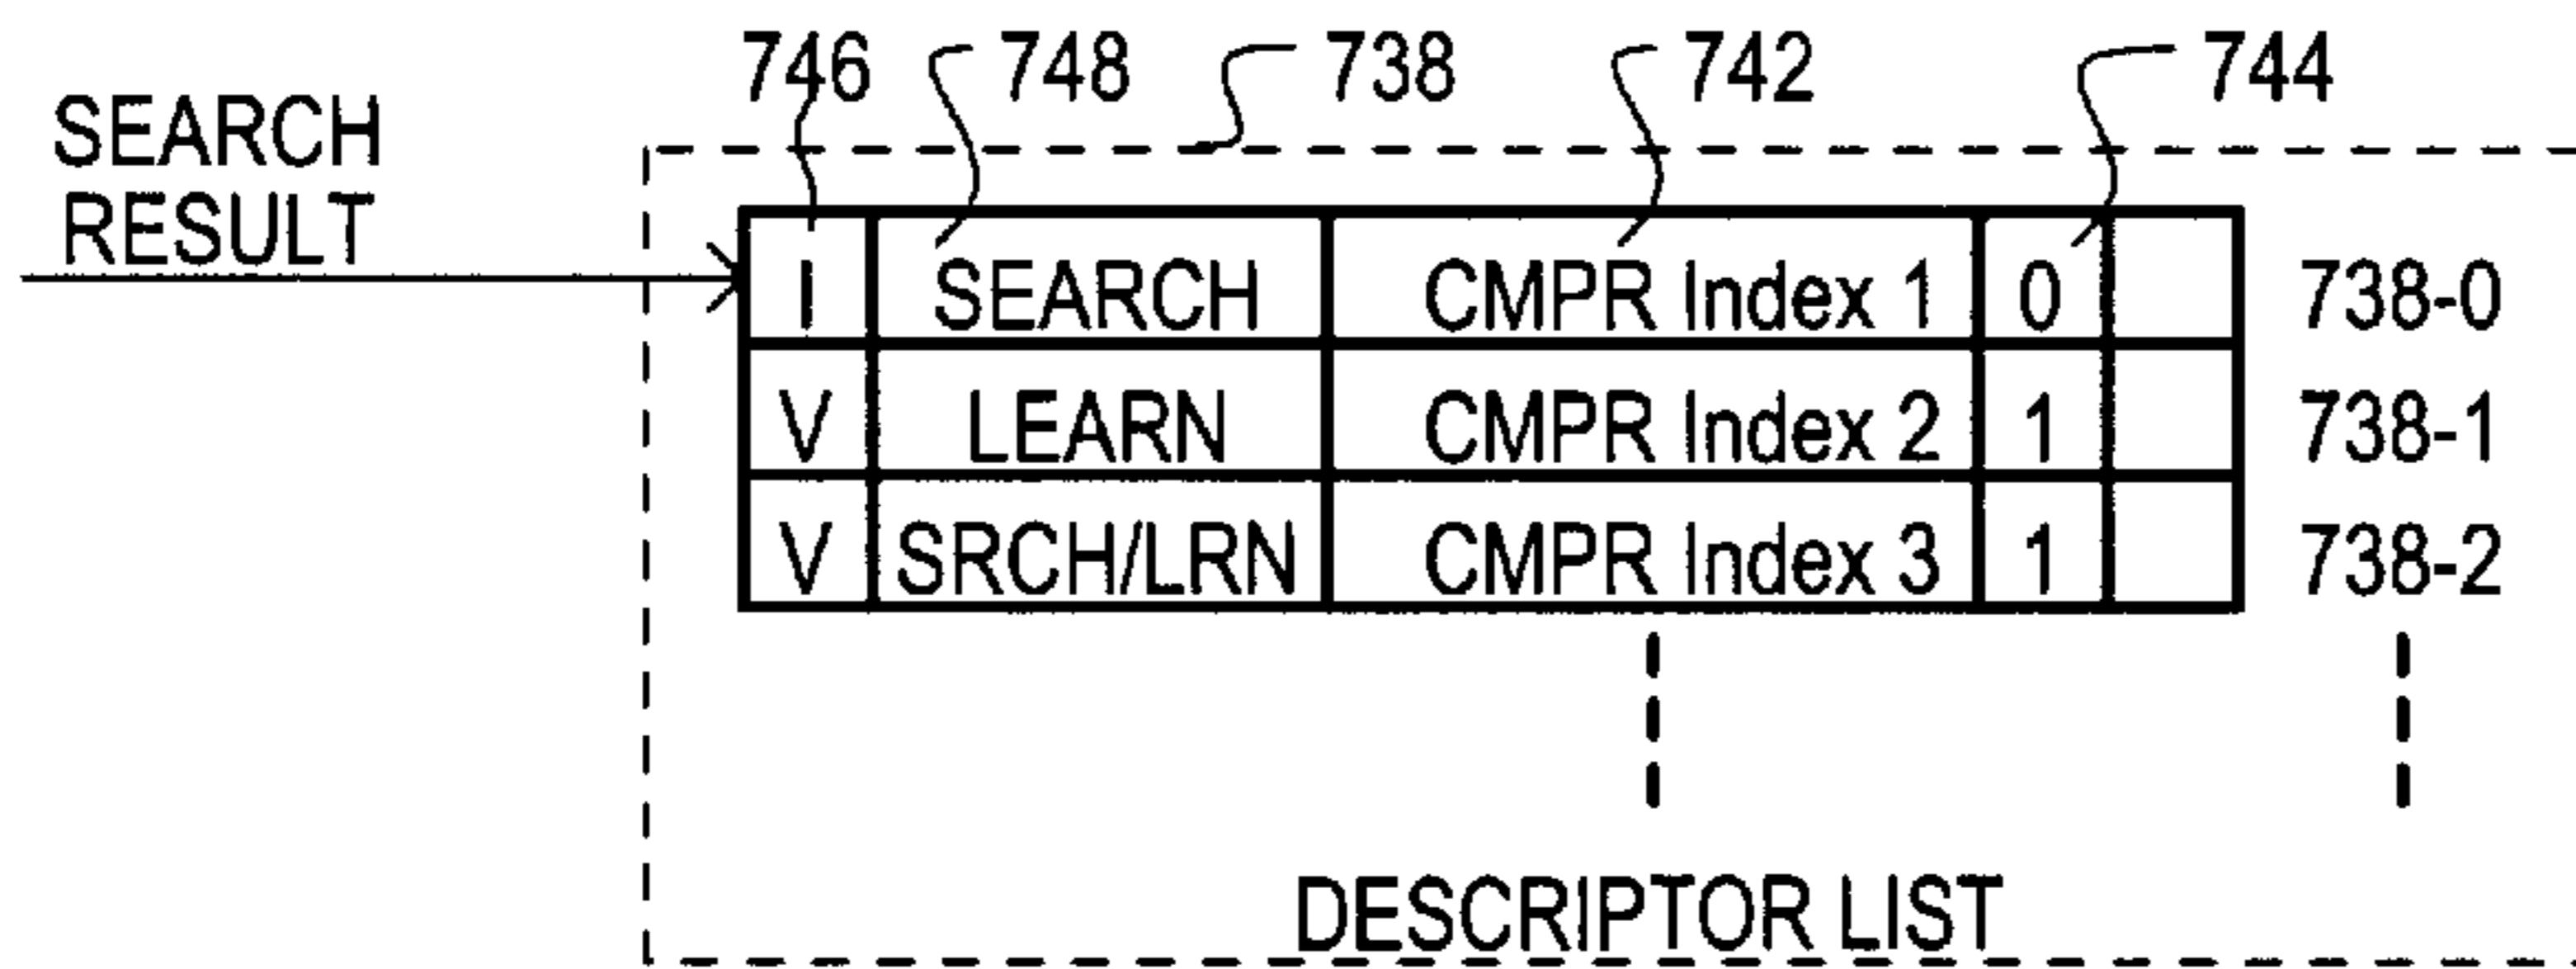 746 748 738 742 744
SEARCH
RESULT
I SEARCH CMPR Index 1 0 738-0
V LEARN CMPR Index 2 1 738-1
V SRCH/LRN CMPR Index 3 1 738-2
DESCRIPTOR LIST